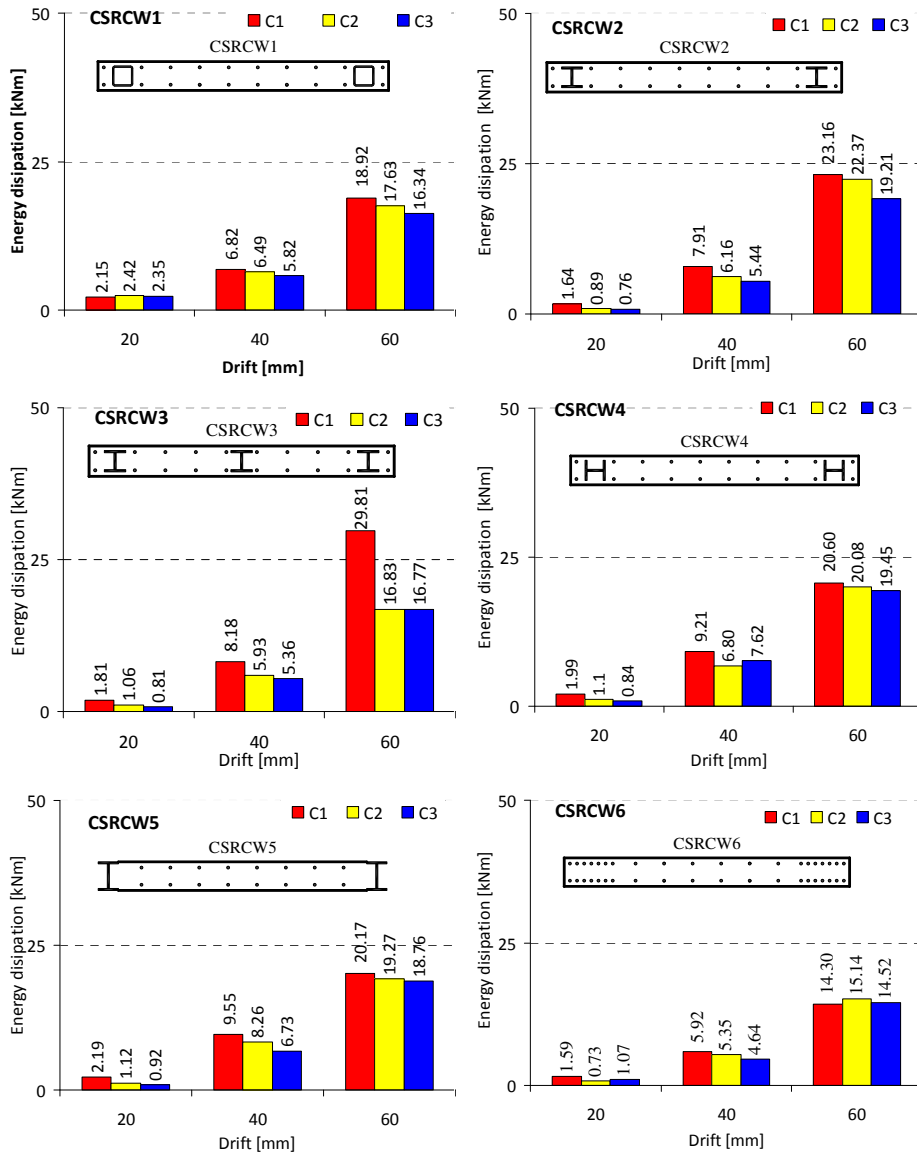 CSRCW1
C1 C2 C3
CSRCW1
Energy disipation [kNm]
50
25
0
2.15 2.42 2.35
6.82 6.49 5.82
18.92 17.63 16.34
20 40 60
Drift [mm]
CSRCW2
C1 C2 C3
CSRCW2
Energy disipation [kNm]
50
25
0
1.64 0.89 0.76
7.91 6.16 5.44
23.16 22.37 19.21
20 40 60
Drift [mm]
CSRCW3
C1 C2 C3
CSRCW3
Energy disipation [kNm]
50
25
0
1.81 1.06 0.81
8.18 5.93 5.36
29.81 16.83 16.77
20 40 60
Drift [mm]
CSRCW4
C1 C2 C3
CSRCW4
Energy disipation [kNm]
50
25
0
1.99 1.1 0.84
9.21 6.80 7.62
20.60 20.08 19.45
20 40 60
Drift [mm]
CSRCW5
C1 C2 C3
CSRCW5
Energy disipation [kNm]
50
25
0
2.19 1.12 0.92
9.55 8.26 6.73
20.17 19.27 18.76
20 40 60
Drift [mm]
CSRCW6
C1 C2 C3
CSRCW6
Energy disipation [kNm]
50
25
0
1.59 0.73 1.07
5.92 5.35 4.64
14.30 15.14 14.52
20 40 60
Drift [mm]